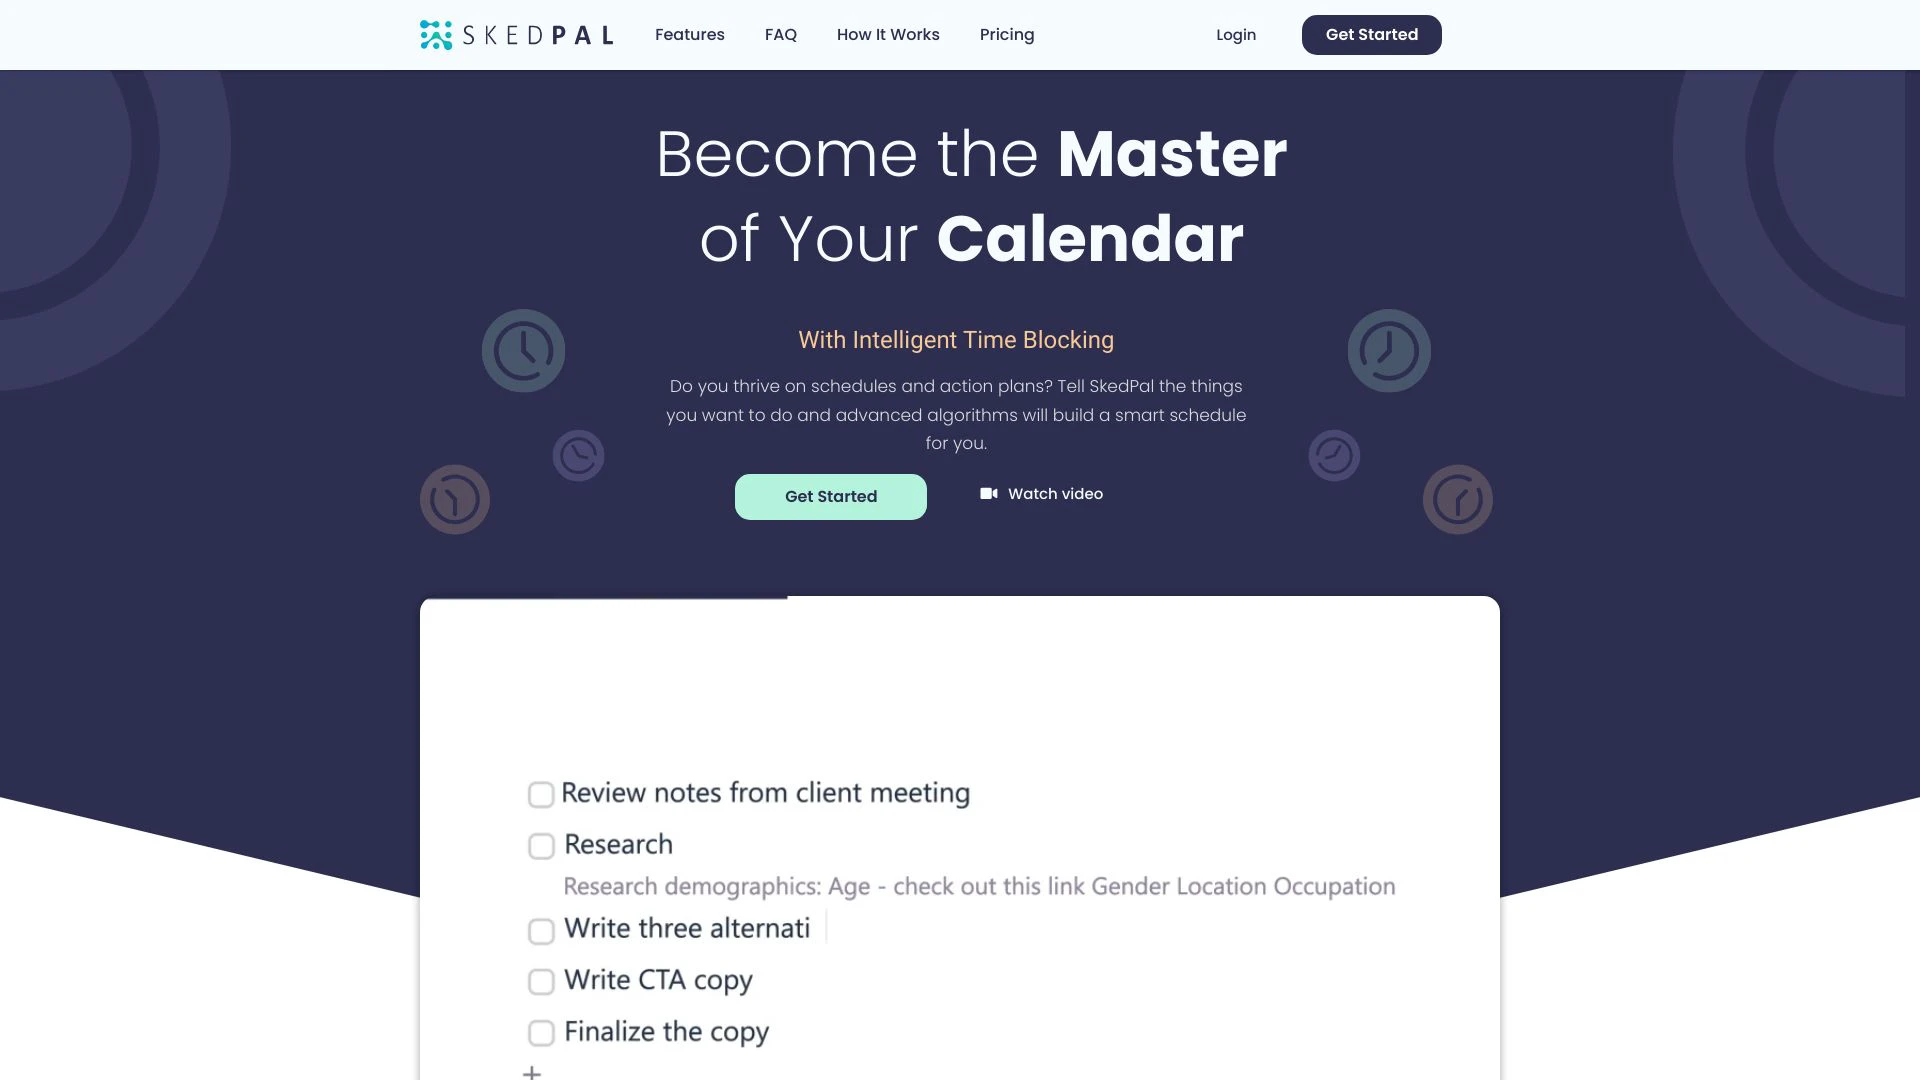 SKEDPAL
Features
FAQ
How It Works
Pricing
Login
Get Started
Become the Master
of Your Calendar
With Intelligent Time Blocking
Do you thrive on schedules and action plans? Tell SkedPal the things
you want to do and advanced algorithms will build a smart schedule
for you.
Get Started
Watch video
Review notes from client meeting
Research
Research demographics: Age - check out this link Gender Location Occupation
Write three alternati
Write CTA copy
Finalize the copy
+